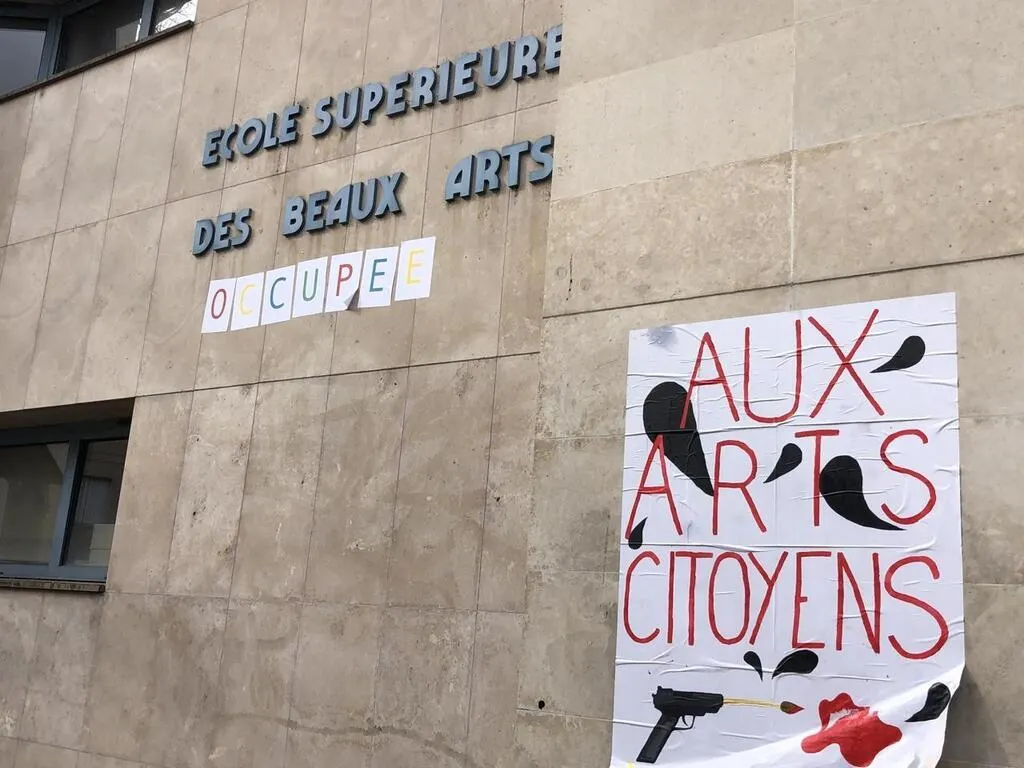 ECOLE SUPERIEURE
DES BEAUX ARTS
OCCUPEE
AUX
ARTS
CITOYENS